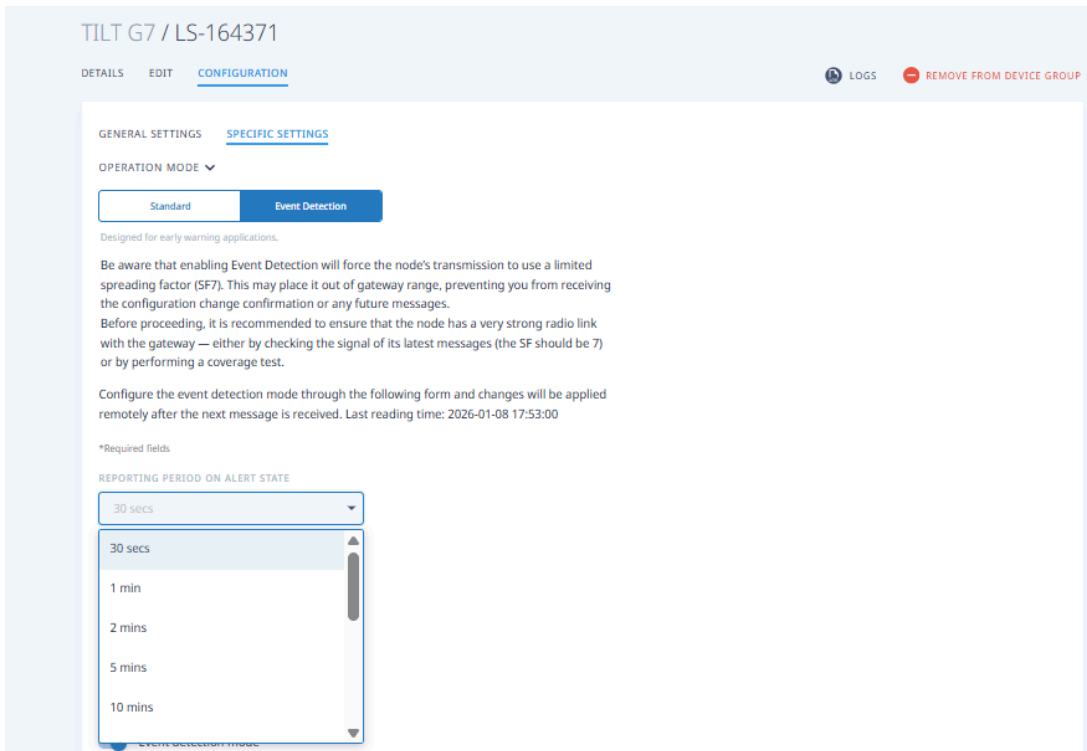 TILT G7 / LS-164371
DETAILS EDIT CONFIGURATION
LOGS REMOVE FROM DEVICE GROUP
GENERAL SETTINGS SPECIFIC SETTINGS
OPERATION MODE
Standard Event Detection
Designed for early warning applications.
Be aware that enabling Event Detection will force the node's transmission to use a limited
spreading factor (SF7). This may place it out of gateway range, preventing you from receiving
the configuration change confirmation or any future messages.
Before proceeding, it is recommended to ensure that the node has a very strong radio link
with the gateway — either by checking the signal of its latest messages (the SF should be 7)
or by performing a coverage test.
Configure the event detection mode through the following form and changes will be applied
remotely after the next message is received. Last reading time: 2026-01-08 17:53:00
*Required fields
REPORTING PERIOD ON ALERT STATE
30 secs
30 secs
1 min
2 mins
5 mins
10 mins
Event detection mode